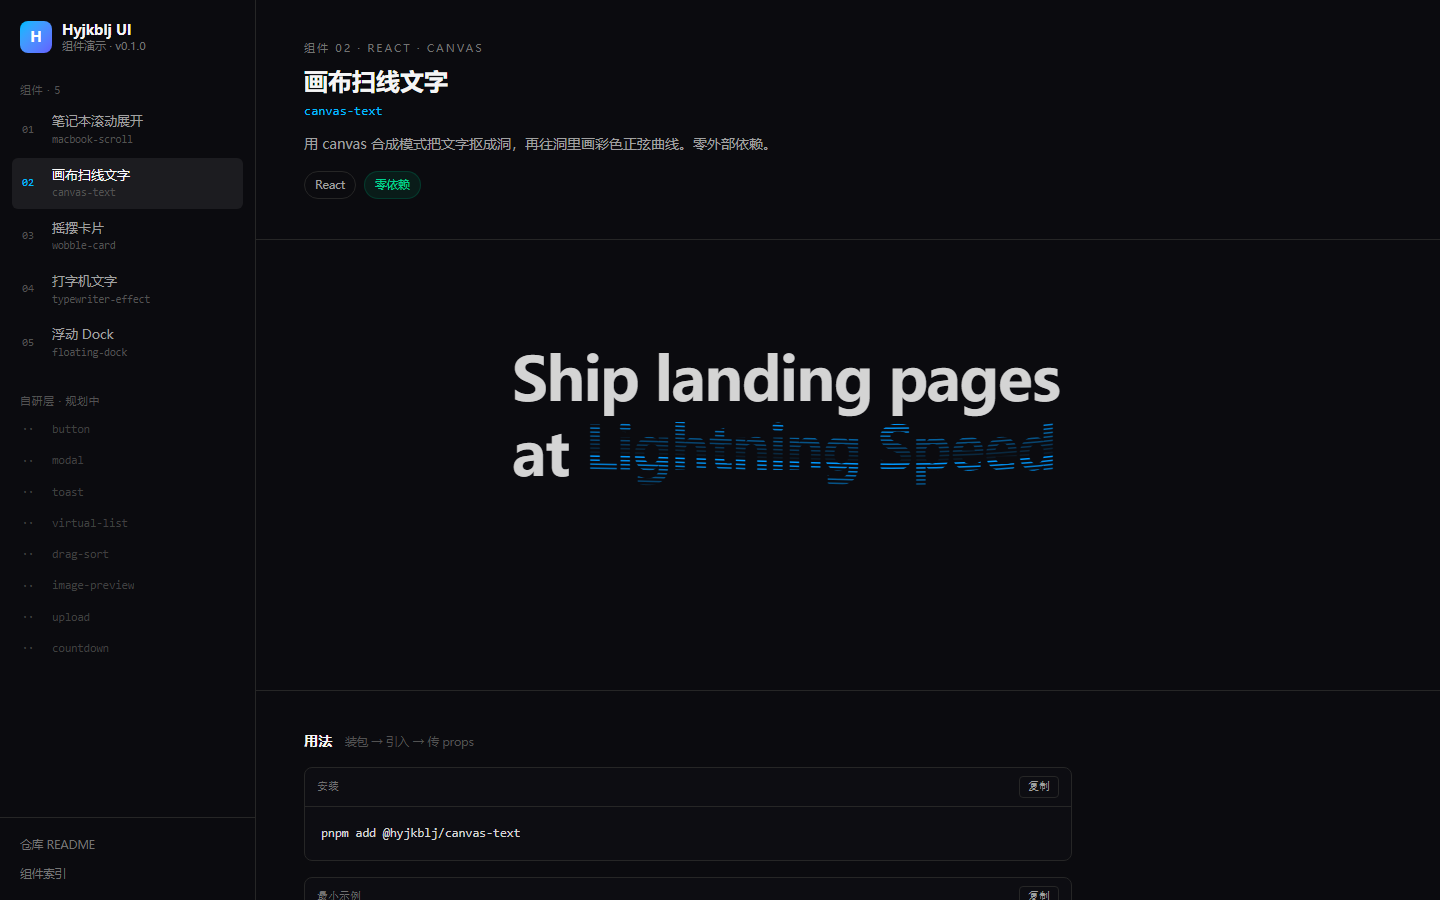 H
Hyjkblj UI
组件演示 · v0.1.0
组件 · 5
01
笔记本滚动展开
macbook-scroll
02
画布扫线文字
canvas-text
03
摇摆卡片
wobble-card
04
打字机文字
typewriter-effect
05
浮动 Dock
floating-dock
自研层 · 规划中
·· button
·· modal
·· toast
·· virtual-list
·· drag-sort
·· image-preview
·· upload
·· countdown
仓库 README
组件索引
组件 02 · REACT · CANVAS
画布扫线文字
canvas-text
用 canvas 合成模式把文字抠成洞，再往洞里画彩色正弦曲线。零外部依赖。
React 零依赖
Ship landing pages
at Lightning Speed
用法 装包 → 引入 → 传 props
安装 复制
pnpm add @hyjkblj/canvas-text
最小示例 复制